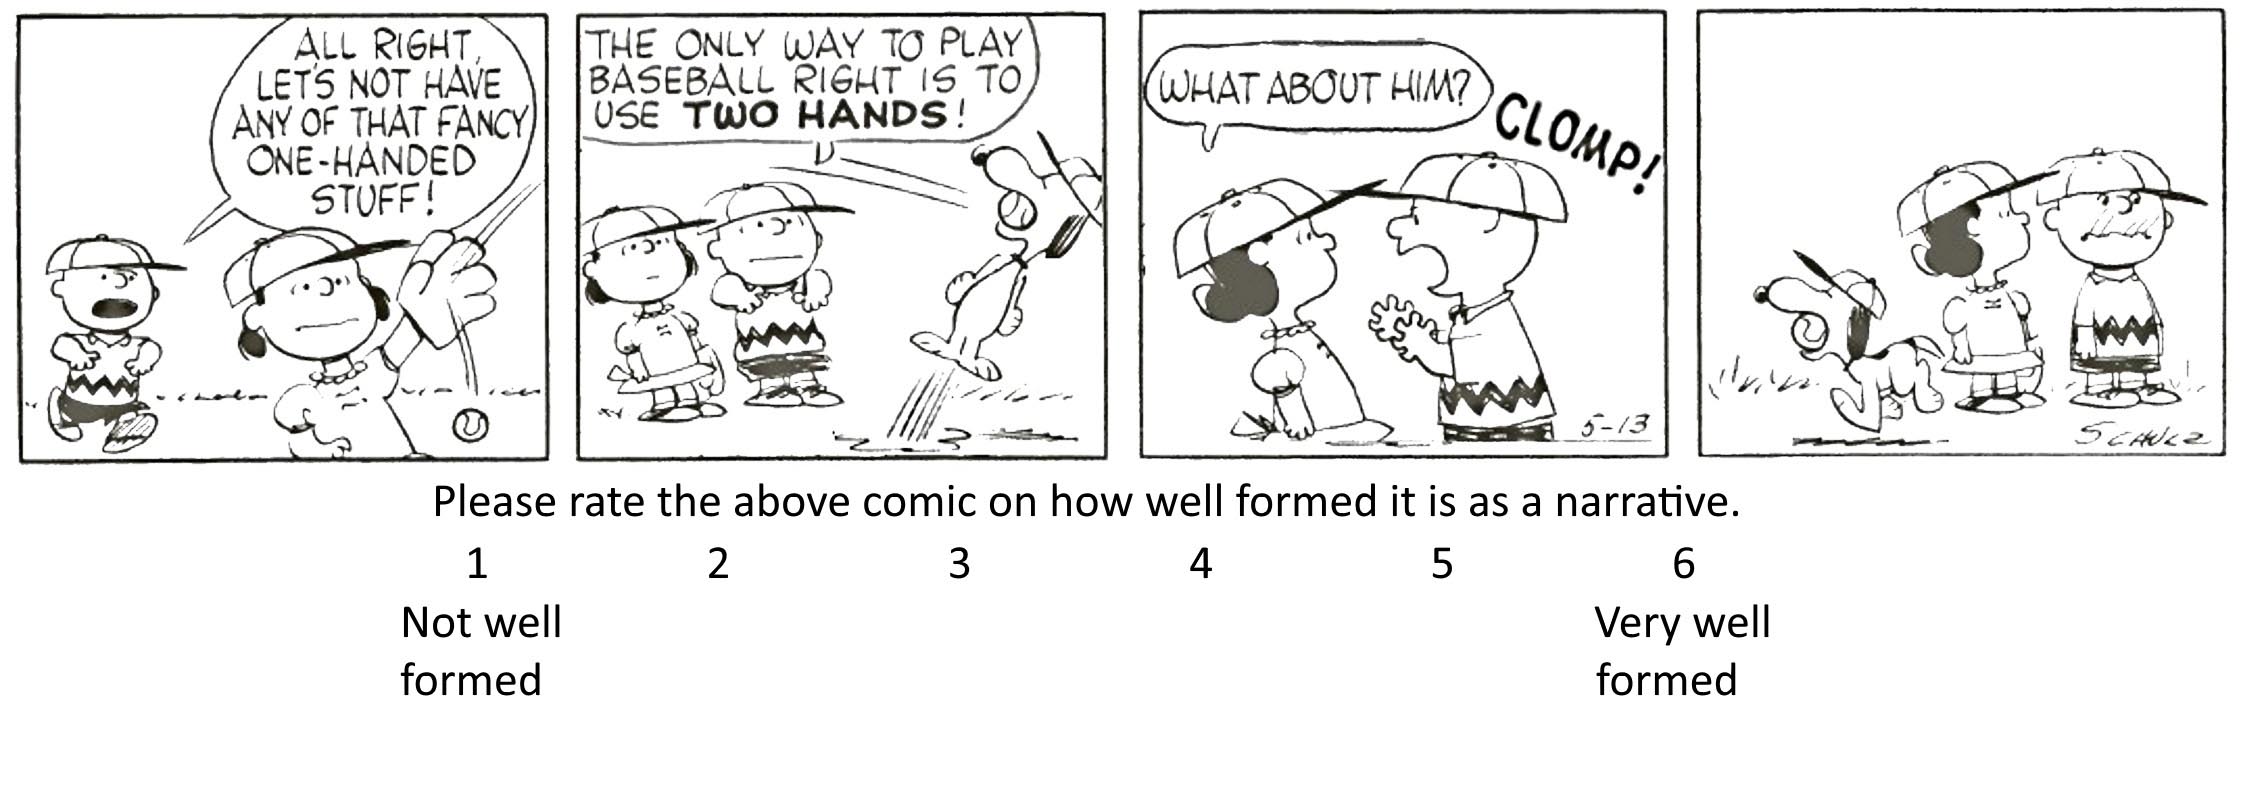 ALL RIGHT,
LET'S NOT HAVE
ANY OF THAT FANCY
ONE-HANDED
STUFF!
THE ONLY WAY TO PLAY
BASEBALL RIGHT IS TO
USE TWO HANDS!
WHAT ABOUT HIM?
CLOMP!
5-13
SCHULZ
Please rate the above comic on how well formed it is as a narrative.
1 2 3 4 5 6
Not well
formed
Very well
formed